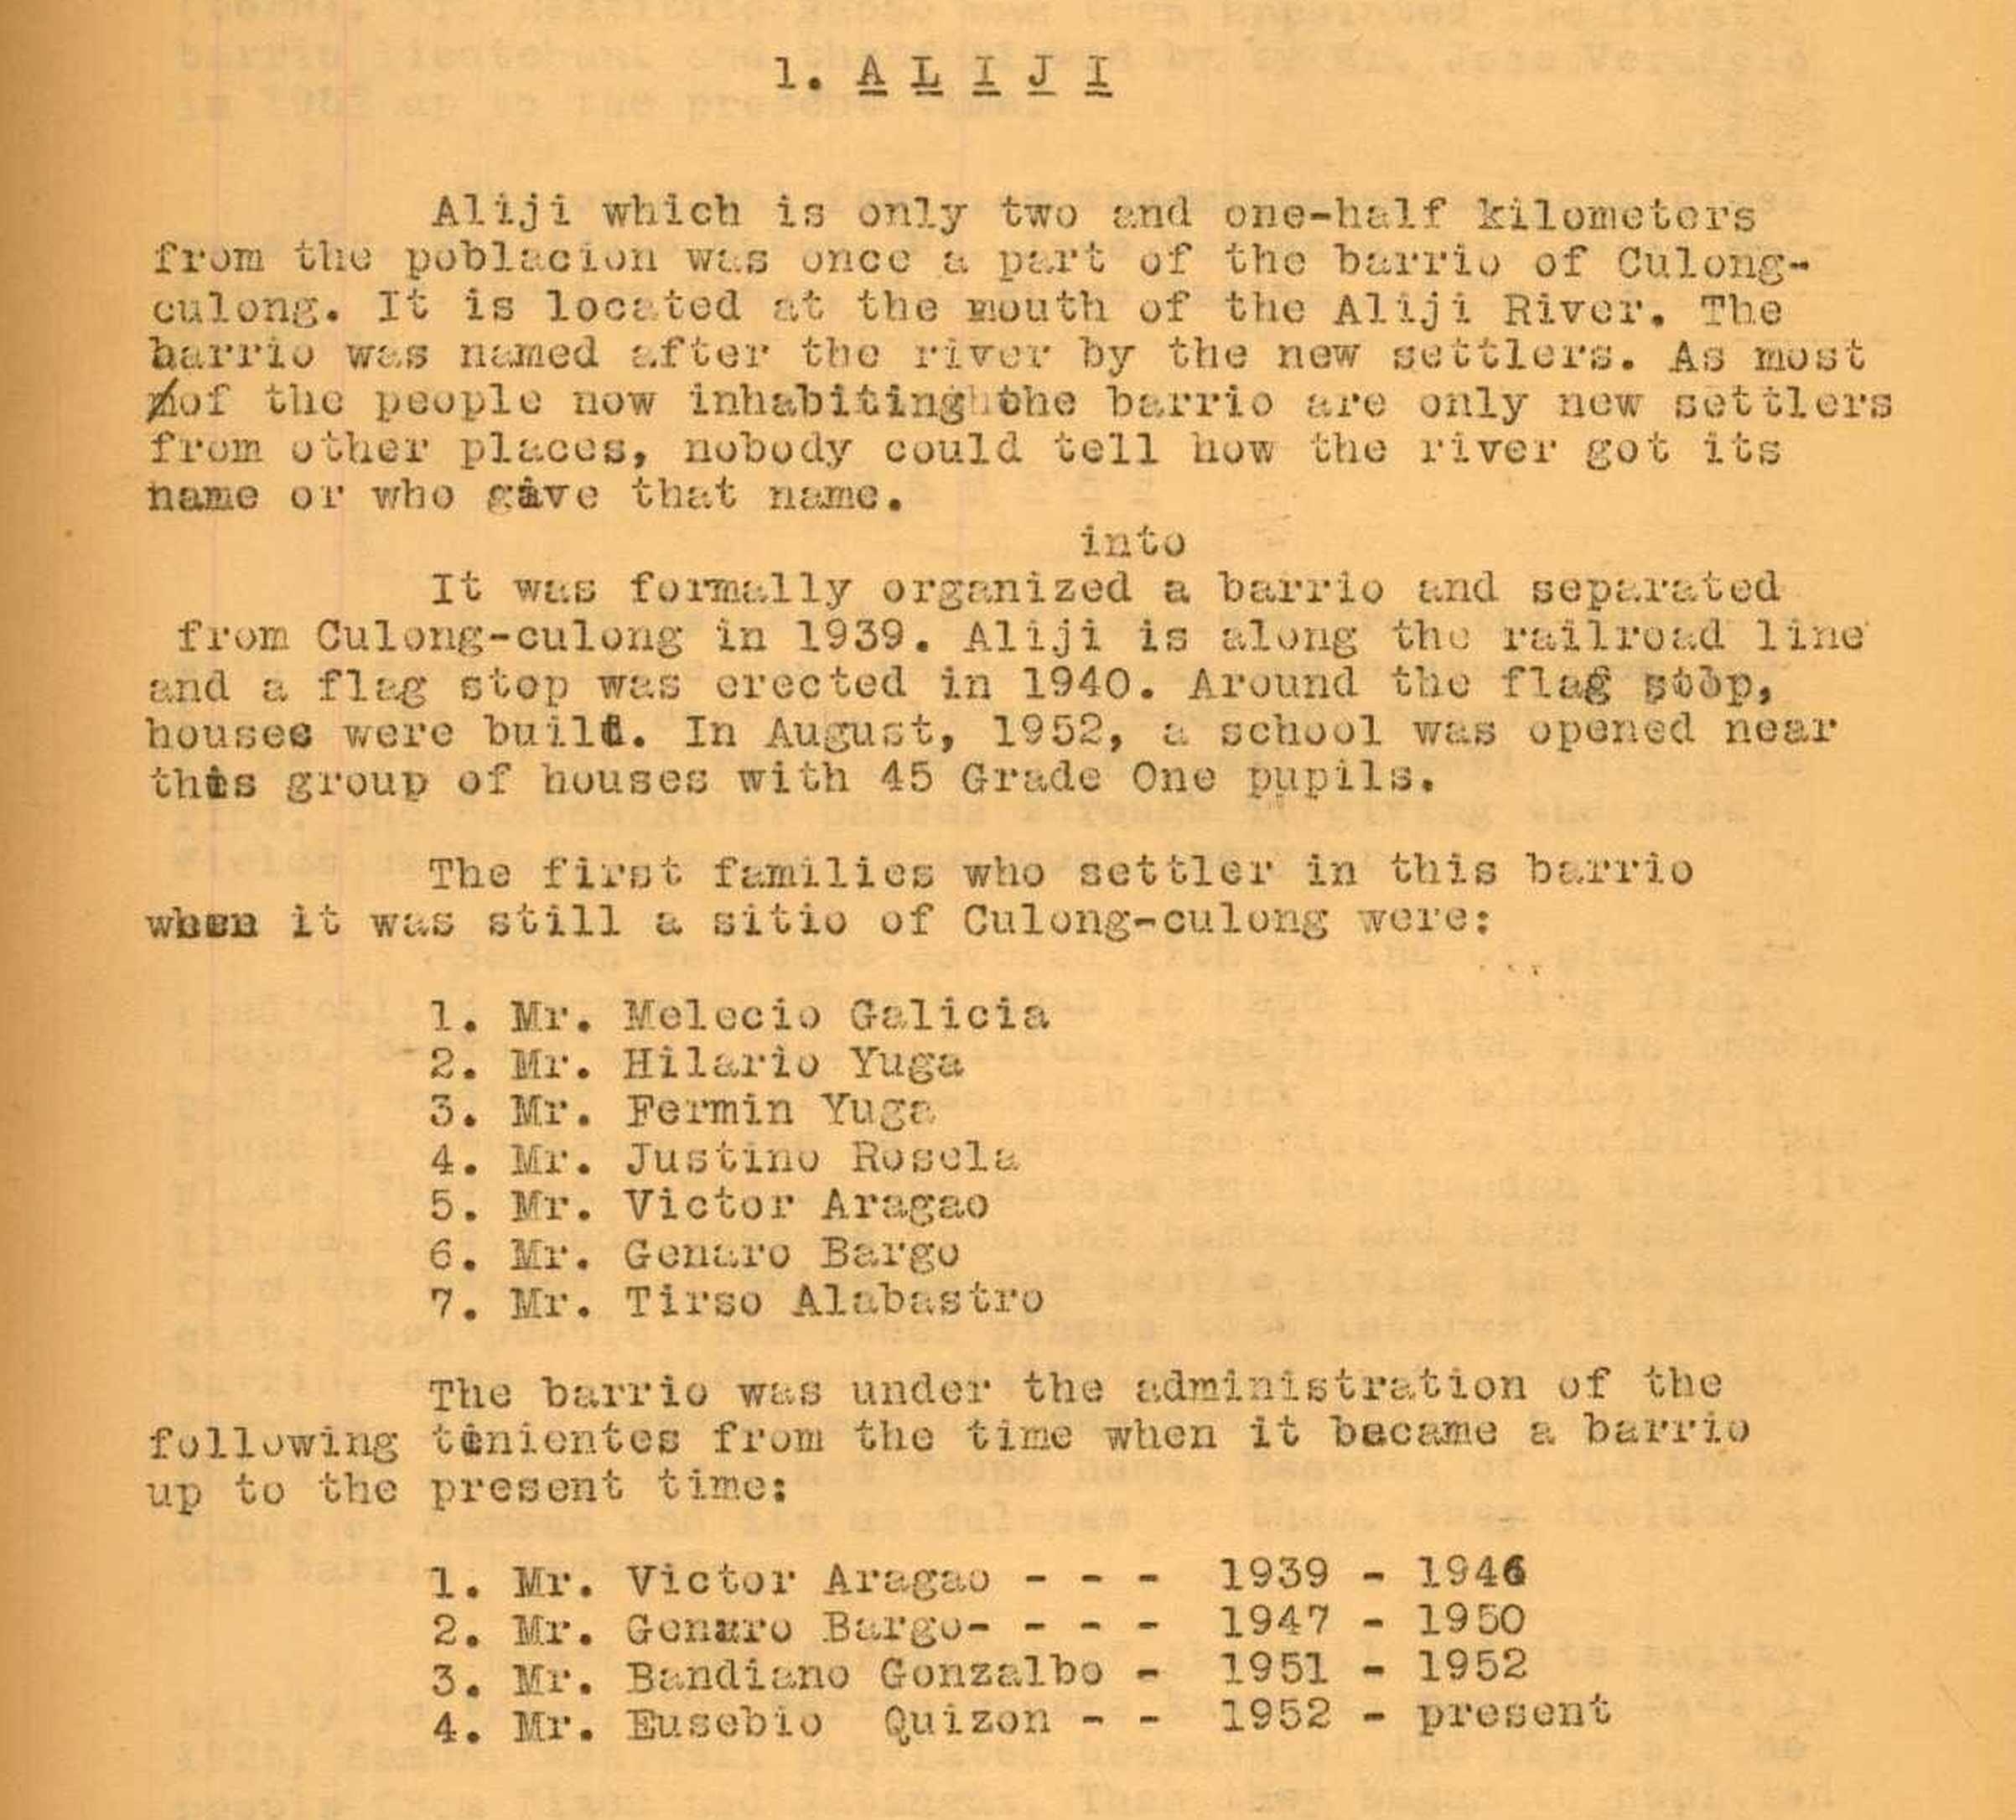 1. A L I J I
Aliji which is only two and one-half kilometers
from the poblacion was once a part of the barrio of Culong-
culong. It is located at the mouth of the Aliji River. The
barrio was named after the river by the new settlers. As most
of the people now inhabiting the barrio are only new settlers
from other places, nobody could tell how the river got its
name or who gave that name.
into
It was formally organized a barrio and separated
from Culong-culong in 1939. Aliji is along the railroad line
and a flag stop was erected in 1940. Around the flag stop,
houses were built. In August, 1952, a school was opened near
this group of houses with 45 Grade One pupils.
The first families who settler in this barrio
when it was still a sitio of Culong-culong were:
1. Mr. Melecio Galicia
2. Mr. Hilario Yuga
3. Mr. Fermin Yuga
4. Mr. Justino Rosela
5. Mr. Victor Aragao
6. Mr. Genaro Bargo
7. Mr. Tirso Alabastro
The barrio was under the administration of the
following tenientes from the time when it became a barrio
up to the present time:
1. Mr. Victor Aragao - - - 1939 - 1946
2. Mr. Genaro Bargo- - - - 1947 - 1950
3. Mr. Bandiano Gonzalbo - 1951 - 1952
4. Mr. Eusebio Quizon - - 1952 - present